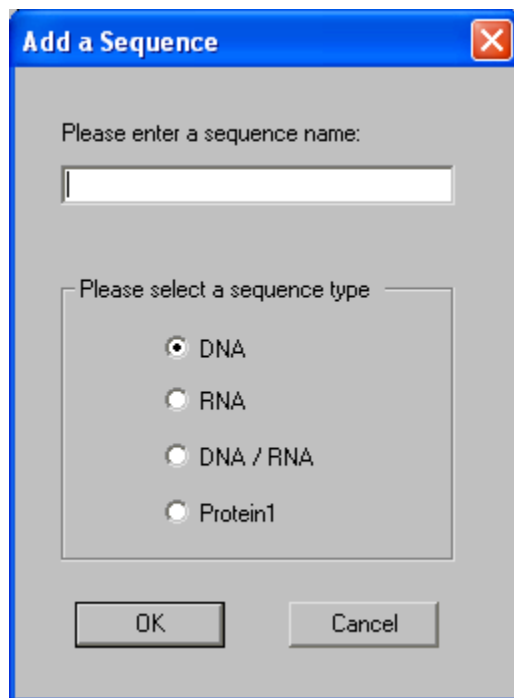 Add a Sequence
Please enter a sequence name:
Please select a sequence type
DNA
RNA
DNA / RNA
Protein1
OK Cancel